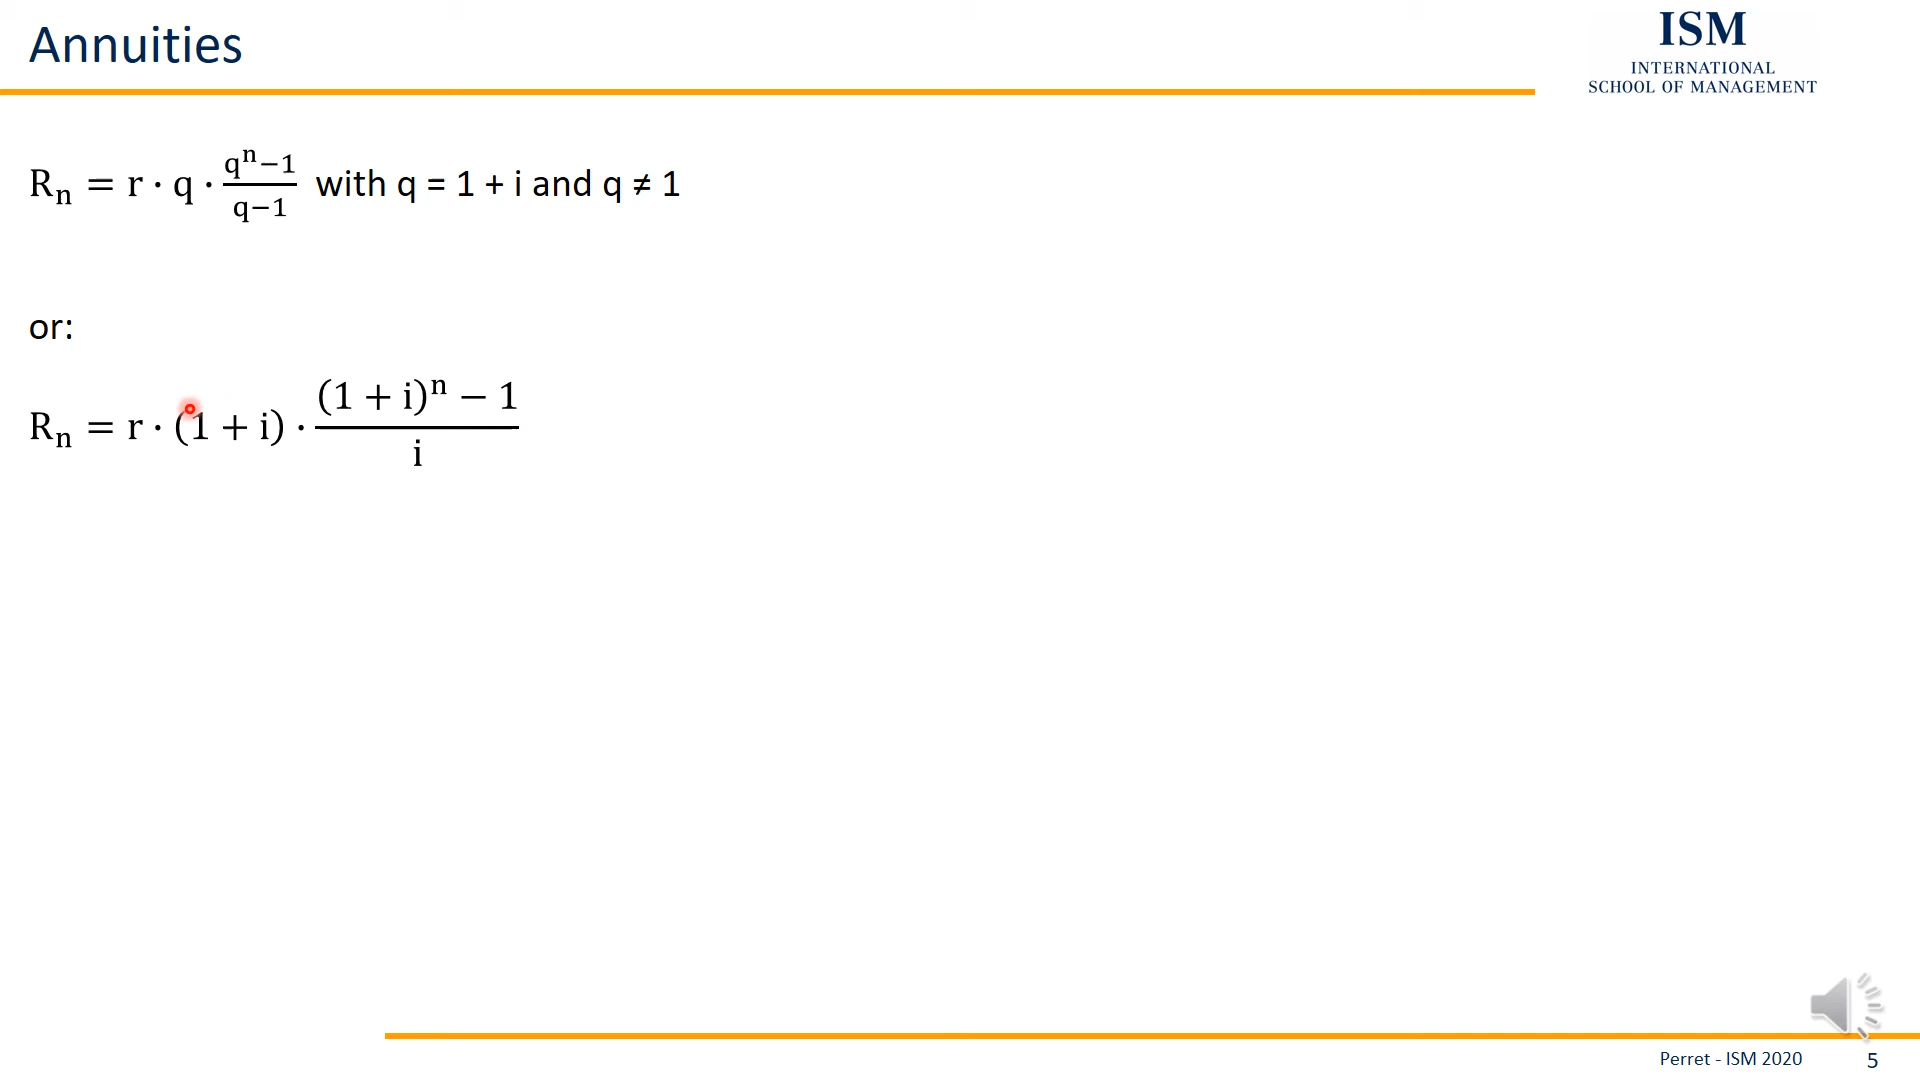 Annuities
ISM
INTERNATIONAL
SCHOOL OF MANAGEMENT
Rₙ = r · q · (qⁿ−1)/(q−1) with q = 1 + i and q ≠ 1
or:
Rₙ = r · (1 + i) · ((1 + i)ⁿ − 1)/i
Perret - ISM 2020
5